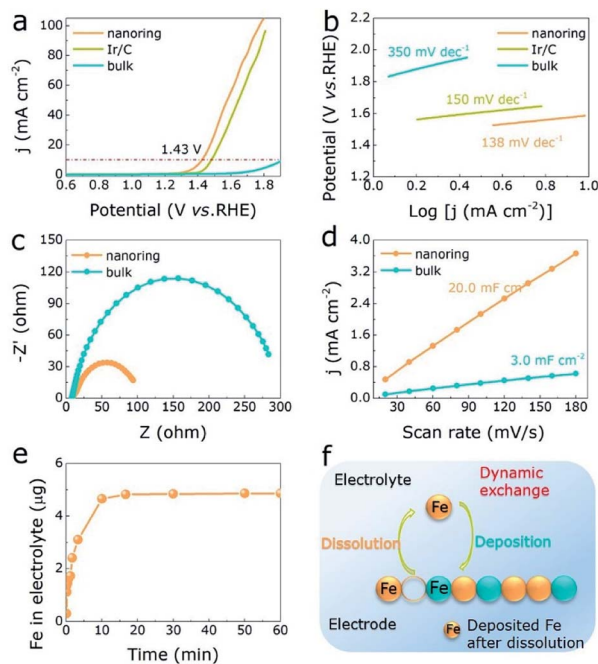 a
nanoring
Ir/C
bulk
1.43 V
j (mA cm⁻²)
100
80
60
40
20
0
0.6 0.8 1.0 1.2 1.4 1.6 1.8
Potential (V vs.RHE)
b
nanoring
Ir/C
bulk
350 mV dec⁻¹
150 mV dec⁻¹
138 mV dec⁻¹
Potential (V vs.RHE)
2.2
2.0
1.8
1.6
1.4
1.2
0.0 0.2 0.4 0.6 0.8 1.0
Log [j (mA cm⁻²)]
c
nanoring
bulk
-Z' (ohm)
150
120
90
60
30
0
0 50 100 150 200 250 300
Z (ohm)
d
nanoring
bulk
20.0 mF cm⁻
3.0 mF cm⁻²
j (mA cm⁻²)
4.0
3.2
2.4
1.6
0.8
0.0
30 60 90 120 150 180
Scan rate (mV/s)
e
Fe in electrolyte (μg)
6
4
2
0
0 10 20 30 40 50 60
Time (min)
f
Electrolyte
Dynamic
exchange
Fe
Dissolution
Deposition
Fe
Fe
Electrode
Fe
Deposited Fe
after dissolution